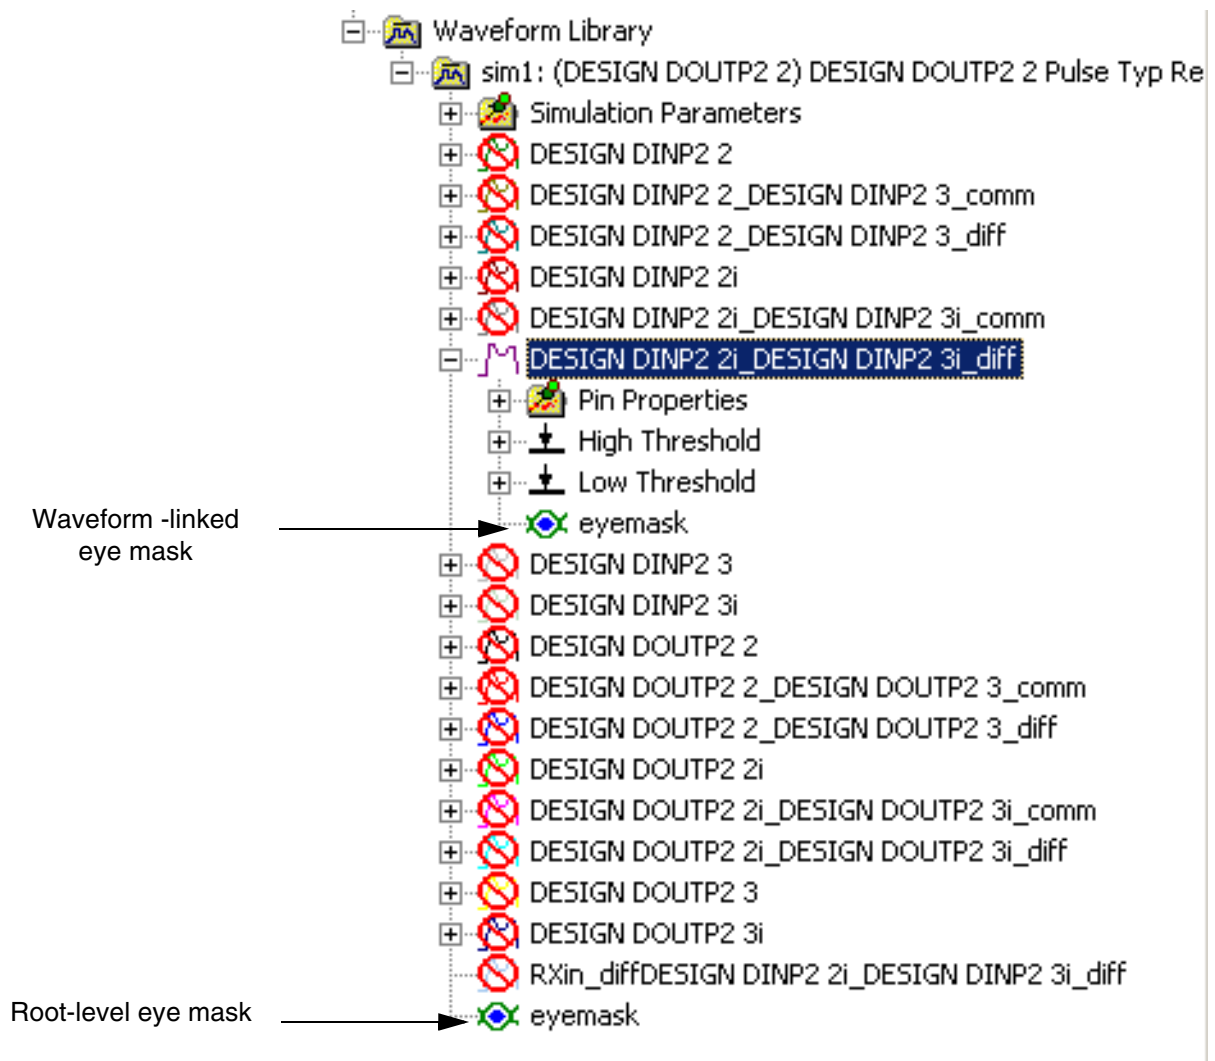 Waveform Library
sim1: (DESIGN DOUTP2 2) DESIGN DOUTP2 2 Pulse Typ Re
Simulation Parameters
DESIGN DINP2 2
DESIGN DINP2 2_DESIGN DINP2 3_comm
DESIGN DINP2 2_DESIGN DINP2 3_diff
DESIGN DINP2 2i
DESIGN DINP2 2i_DESIGN DINP2 3i_comm
DESIGN DINP2 2i_DESIGN DINP2 3i_diff
Pin Properties
High Threshold
Low Threshold
Waveform -linked
eye mask
eyemask
DESIGN DINP2 3
DESIGN DINP2 3i
DESIGN DOUTP2 2
DESIGN DOUTP2 2_DESIGN DOUTP2 3_comm
DESIGN DOUTP2 2_DESIGN DOUTP2 3_diff
DESIGN DOUTP2 2i
DESIGN DOUTP2 2i_DESIGN DOUTP2 3i_comm
DESIGN DOUTP2 2i_DESIGN DOUTP2 3i_diff
DESIGN DOUTP2 3
DESIGN DOUTP2 3i
RXin_diffDESIGN DINP2 2i_DESIGN DINP2 3i_diff
Root-level eye mask
eyemask